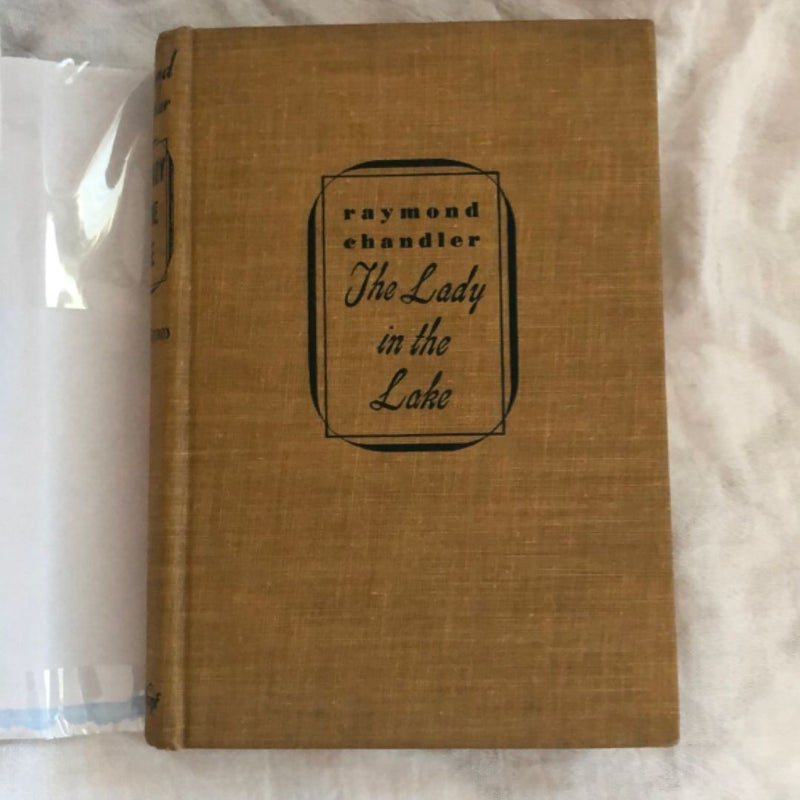 raymond
chandler
The Lady
in the
Lake